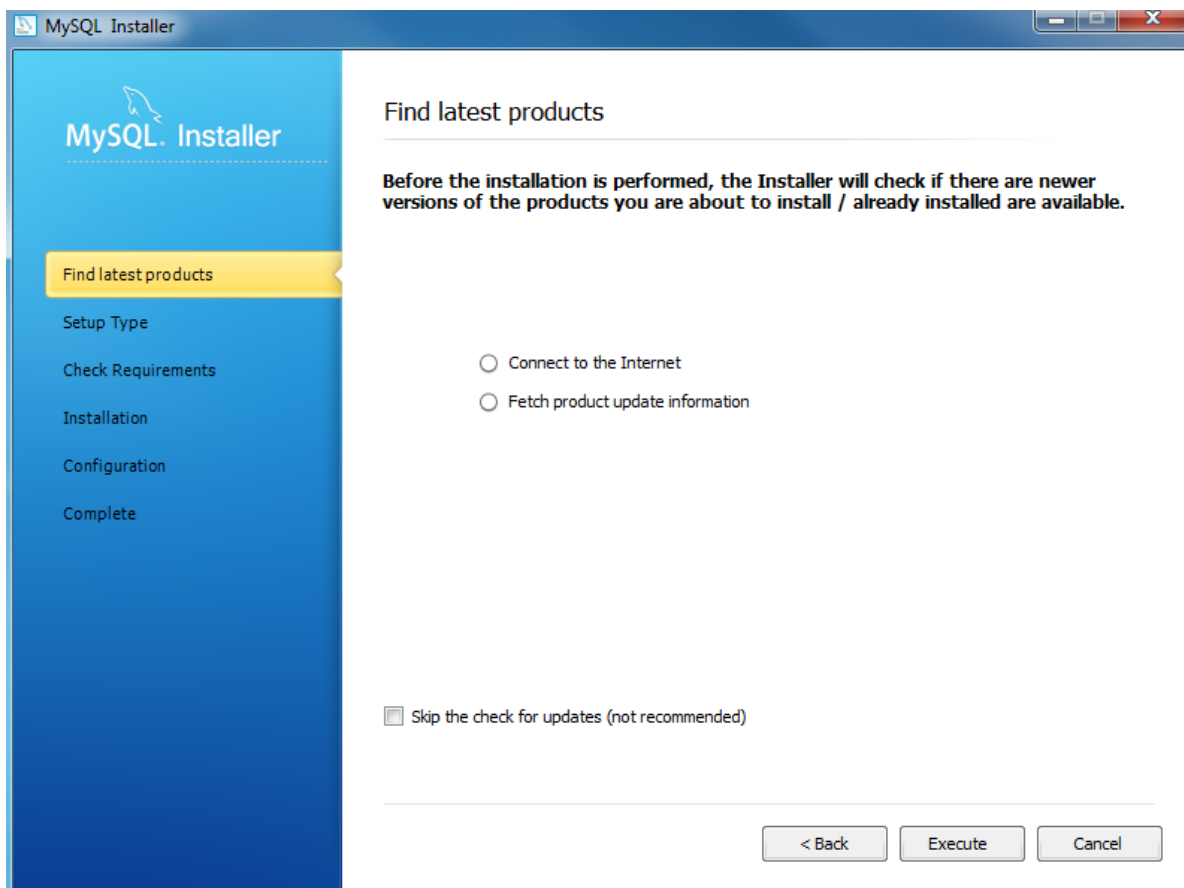 MySQL Installer
MySQL. Installer
Find latest products
Setup Type
Check Requirements
Installation
Configuration
Complete
Find latest products
Before the installation is performed, the Installer will check if there are newer
versions of the products you are about to install / already installed are available.
Connect to the Internet
Fetch product update information
Skip the check for updates (not recommended)
< Back
Execute
Cancel